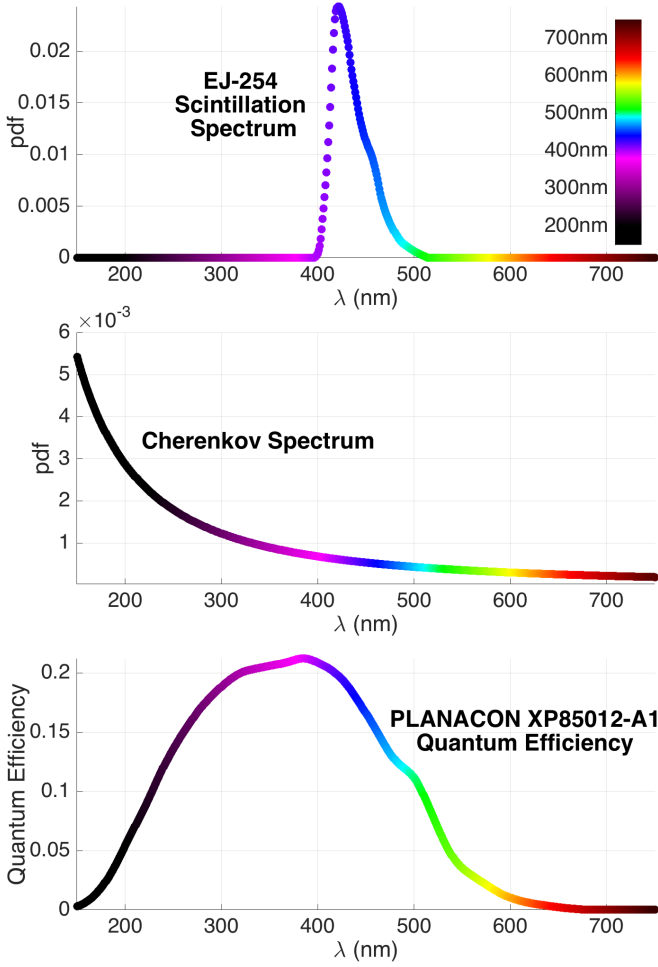 0.02
0.015
0.01
0.005
0
pdf
EJ-254
Scintillation
Spectrum
700nm
600nm
500nm
400nm
300nm
200nm
200 300 400 500 600 700
λ (nm)
×10⁻³
6
5
4
3
2
1
pdf
Cherenkov Spectrum
200 300 400 500 600 700
λ (nm)
0.2
0.15
0.1
0.05
0
Quantum Efficiency
PLANACON XP85012-A1
Quantum Efficiency
200 300 400 500 600 700
λ (nm)